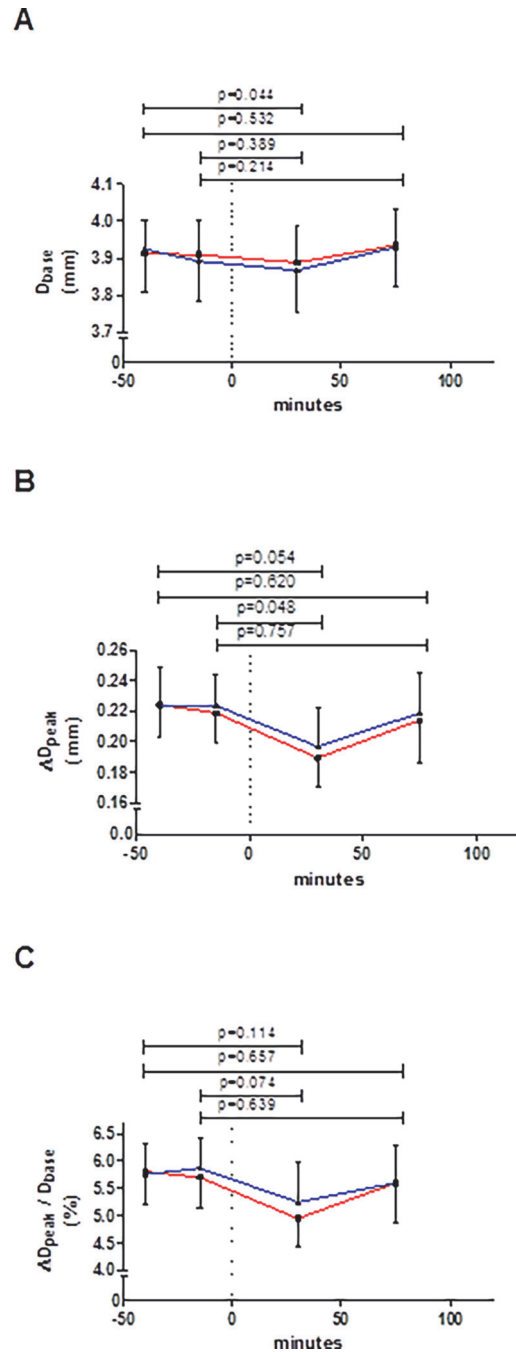 A
p=0.044
p=0.532
p=0.389
p=0.214
4.1
4.0
3.9
3.8
3.7
0
Dbase
(mm)
-50 0 50 100
minutes
B
p=0.054
p=0.620
p=0.048
p=0.757
0.26
0.24
0.22
0.20
0.18
0.16
0.0
ΛDpeak
(mm)
-50 0 50 100
minutes
C
p=0.114
p=0.657
p=0.074
p=0.639
6.5
6.0
5.5
5.0
4.5
4.0
0
ΛDpeak / Dbase
(%)
-50 0 50 100
minutes